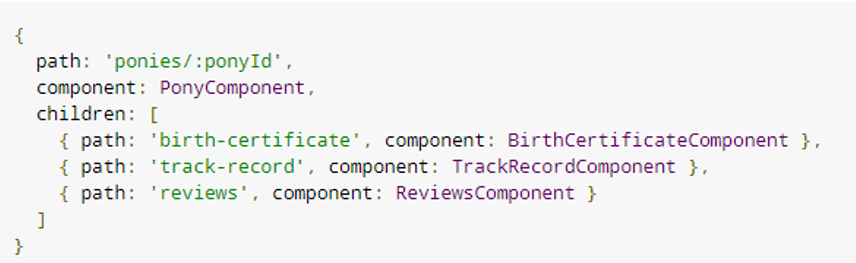 {
  path: 'ponies/:ponyId',
  component: PonyComponent,
  children: [
    { path: 'birth-certificate', component: BirthCertificateComponent },
    { path: 'track-record', component: TrackRecordComponent },
    { path: 'reviews', component: ReviewsComponent }
  ]
}